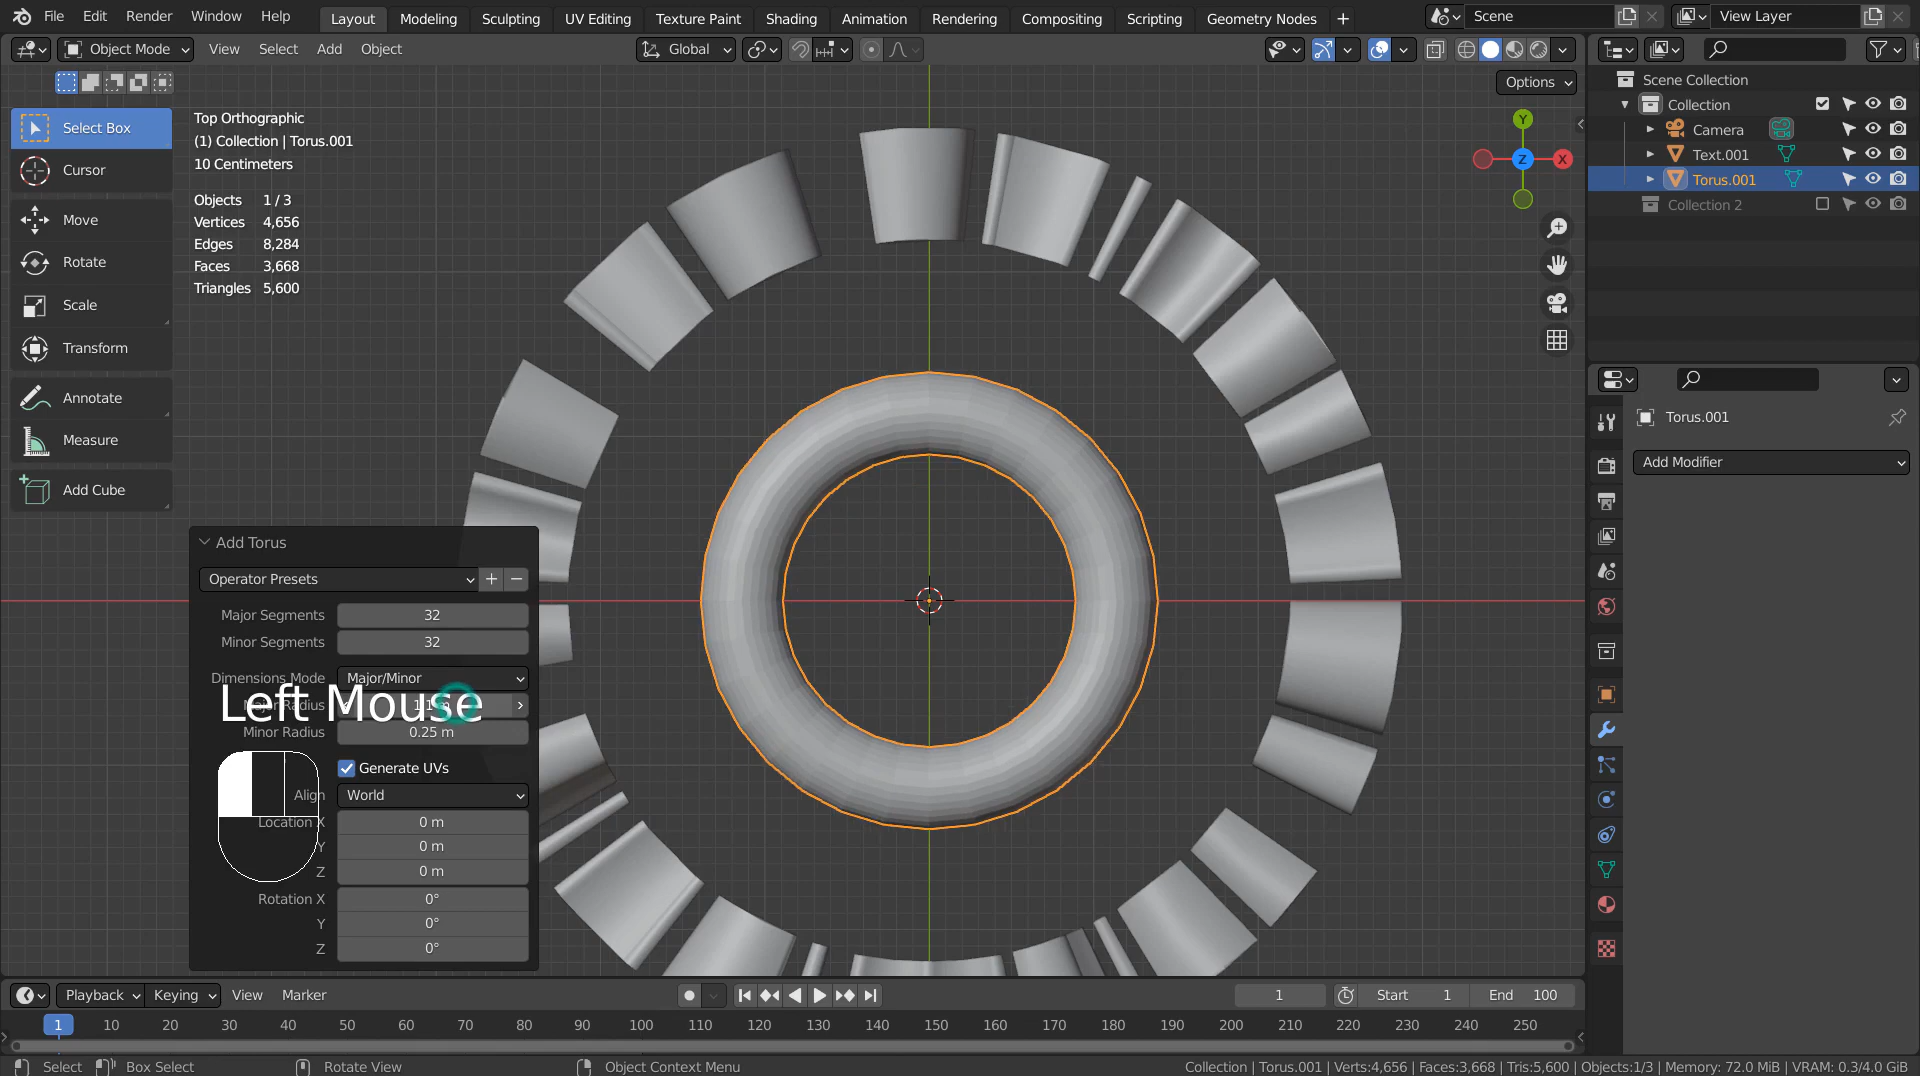 File Edit Render Window Help Layout Modeling Sculpting UV Editing Texture Paint Shading Animation Rendering Compositing Scripting Geometry Nodes + Scene View Layer
Object Mode View Select Add Object Global
Options
Select Box
Cursor
Move
Rotate
Scale
Transform
Annotate
Measure
Add Cube
Top Orthographic
(1) Collection | Torus.001
10 Centimeters
Objects 1 / 3
Vertices 4,656
Edges 8,284
Faces 3,668
Triangles 5,600
Y
Z
X
Add Torus
Operator Presets
Major Segments 32
Minor Segments 32
Dimensions Mode Major/Minor
Left Mouse
Minor Radius 0.25 m
Generate UVs
Align World
Location X 0 m
Y 0 m
Z 0 m
Rotation X 0°
Y 0°
Z 0°
Scene Collection
Collection
Camera
Text.001
Torus.001
Collection 2
Torus.001
Add Modifier
Playback Keying View Marker 1 Start 1 End 100
1 10 20 30 40 50 60 70 80 90 100 110 120 130 140 150 160 170 180 190 200 210 220 230 240 250
Select Box Select Rotate View Object Context Menu Collection | Torus.001 | Verts:4,656 | Faces:3,668 | Tris:5,600 | Objects:1/3 | Memory: 72.0 MiB | VRAM: 0.3/4.0 GiB